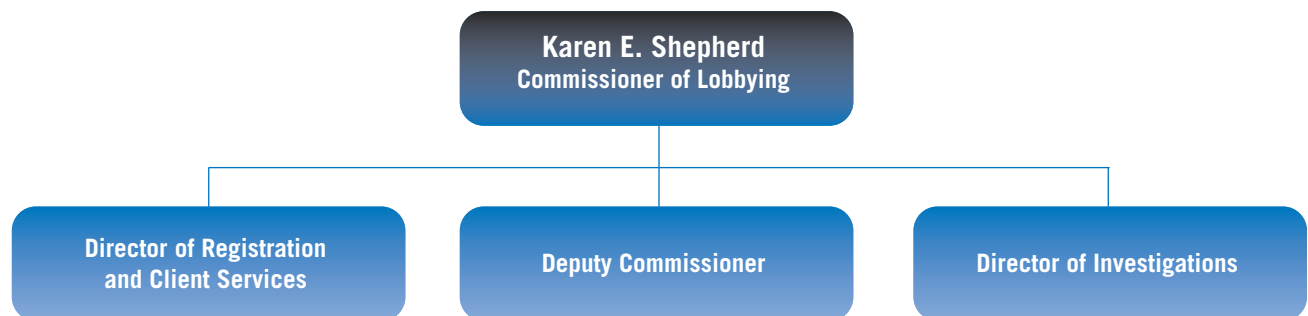 Karen E. Shepherd
Commissioner of Lobbying
Director of Registration
and Client Services
Deputy Commissioner
Director of Investigations